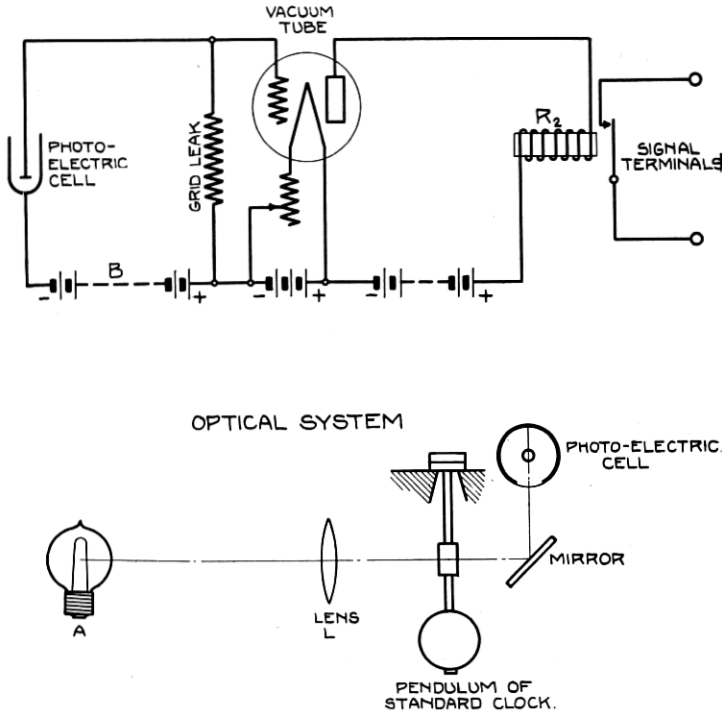 VACUUM
TUBE
PHOTO-
ELECTRIC
CELL
GRID LEAK
R2
SIGNAL
TERMINALS
B
- + - + - +
OPTICAL SYSTEM
PHOTO-ELECTRIC
CELL
MIRROR
LENS
L
A
PENDULUM OF
STANDARD CLOCK.